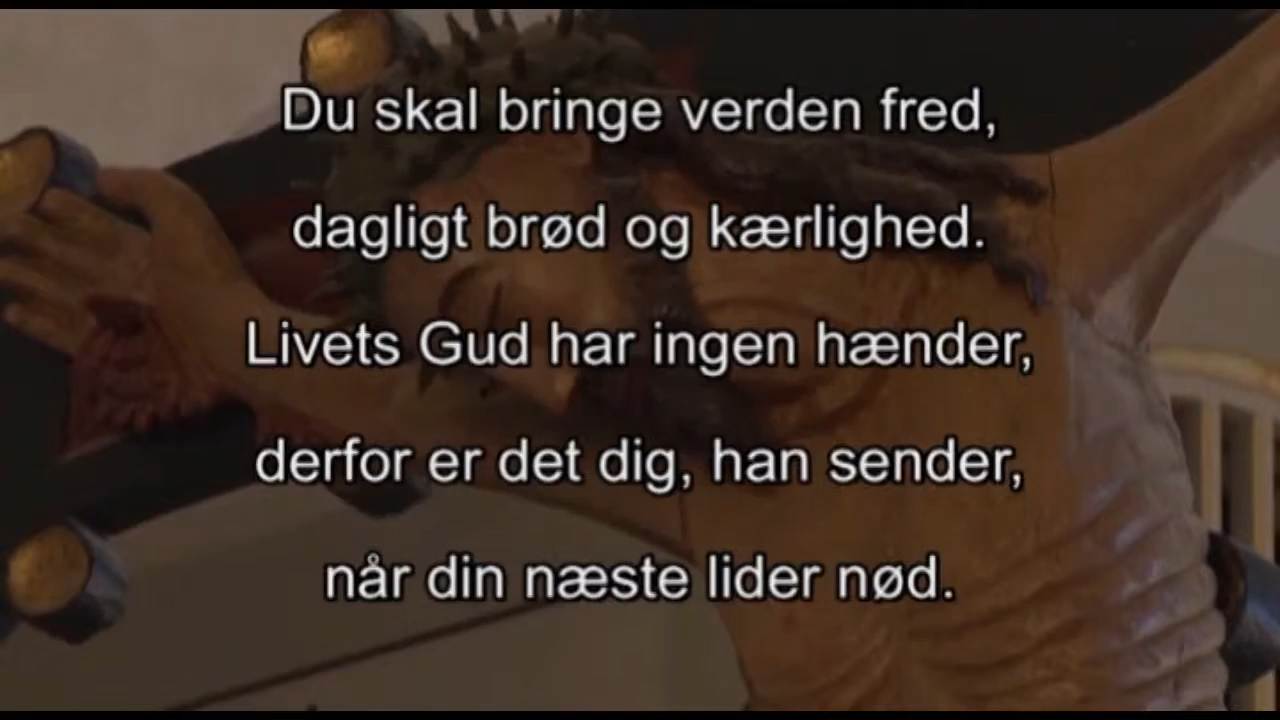 Du skal bringe verden fred,
dagligt brød og kærlighed.
Livets Gud har ingen hænder,
derfor er det dig, han sender,
når din næste lider nød.